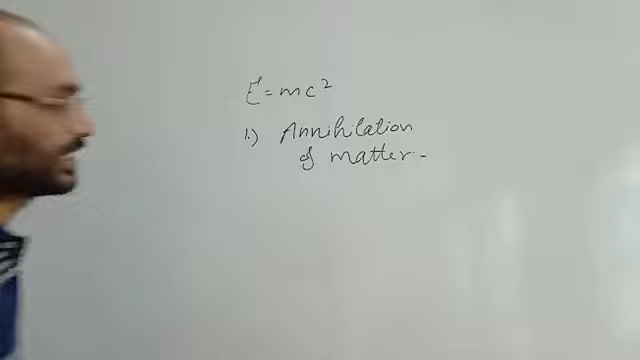 E=mc²
1.) Annihilation
of matter-